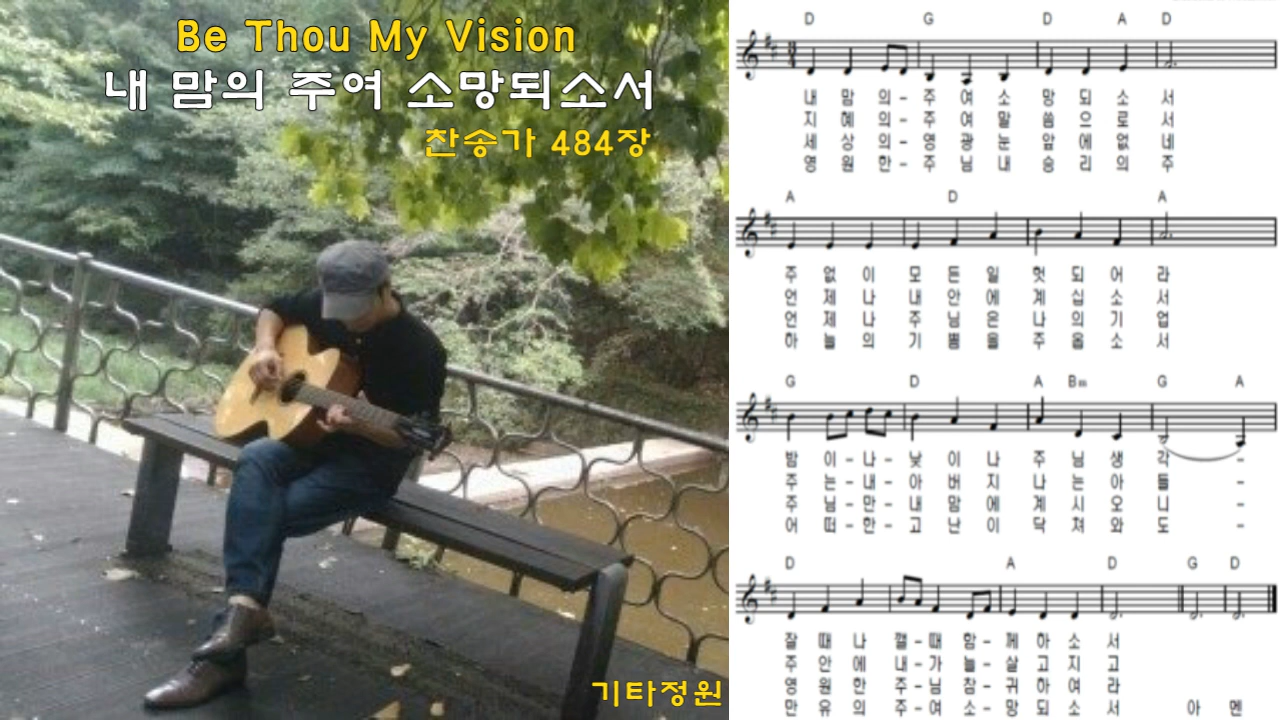 Be Thou My Vision
내 맘의 주여 소망되소서
찬송가 484장
기타정원
D G D A D
내 맘 의 - 주 여 소 망 되 소 서
지 혜 의 - 주 여 말 씀 으 로 서
세 상 의 - 영 광 눈 앞 에 없 네
영 원 한 - 주 님 내 승 리 의 주
A D A
주 없 이 모 든 일 헛 되 어 라
언 제 나 내 안 에 계 십 소 서
언 제 나 주 님 은 나 의 기 업
하 늘 의 기 쁨 을 주 옵 소 서
G D A Bm G A
밤 이 - 나 - 낮 이 나 주 님 생 각 -
주 는 - 내 - 아 버 지 나 는 아 들 -
주 님 - 만 - 내 맘 에 계 시 오 니 -
어 떠 - 한 - 고 난 이 닥 쳐 와 도 -
D A D G D
잘 때 나 깰 - 때 함 - 께 하 소 서
주 안 에 내 - 가 늘 - 살 고 지 고
영 원 한 주 - 님 참 - 귀 하 여 라
만 유 의 주 - 여 소 - 망 되 소 서 아 멘